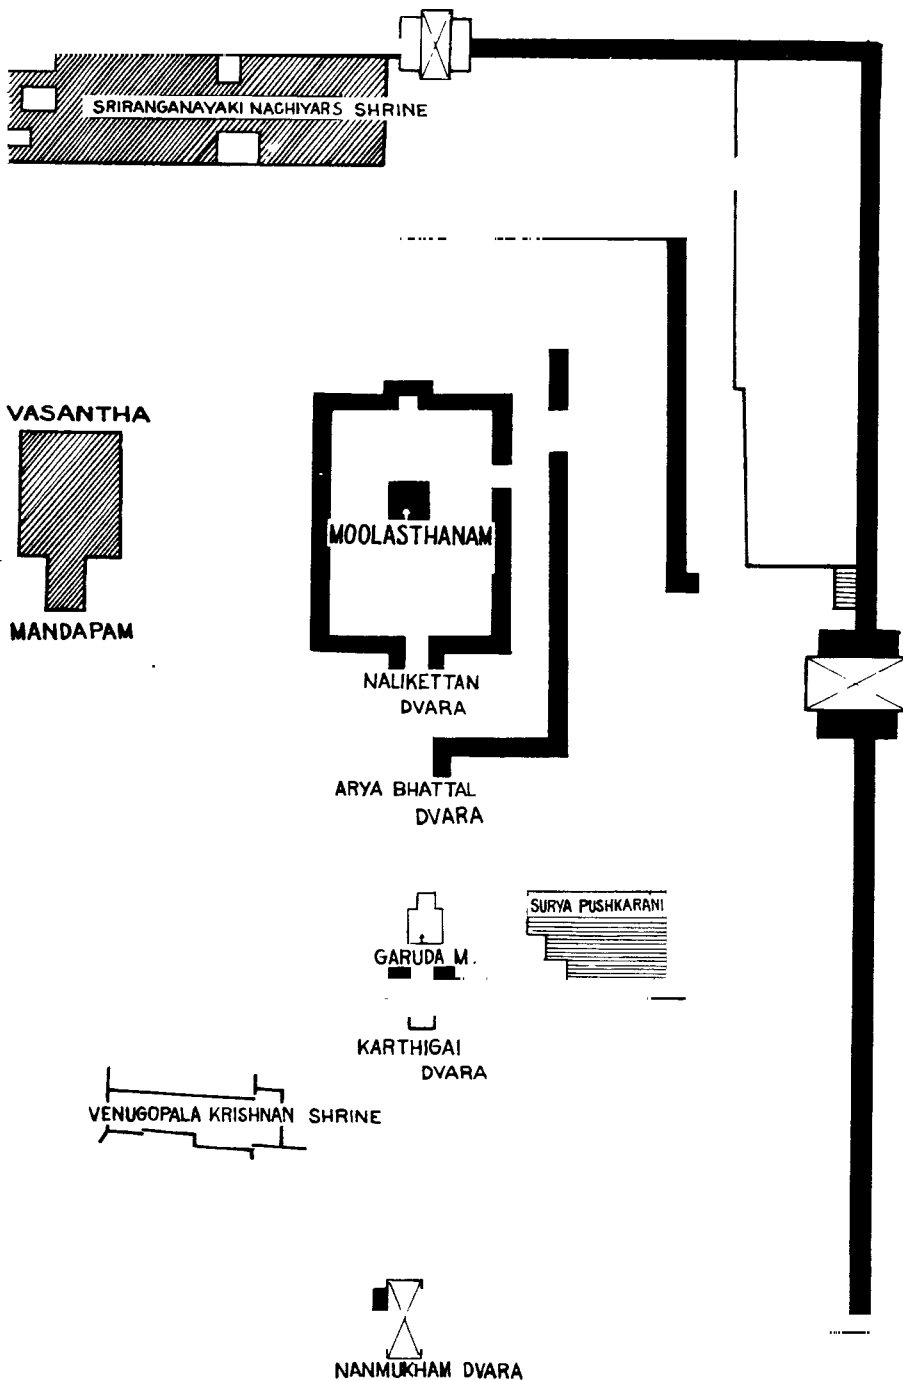 SRIRANGANAYAKI NACHIYARS SHRINE
VASANTHA
MANDAPAM
MOOLASTHANAM
NALIKETTAN
DVARA
ARYA BHATTAL
DVARA
SURYA PUSHKARANI
GARUDA M.
KARTHIGAI
DVARA
VENUGOPALA KRISHNAN SHRINE
NANMUKHAM DVARA